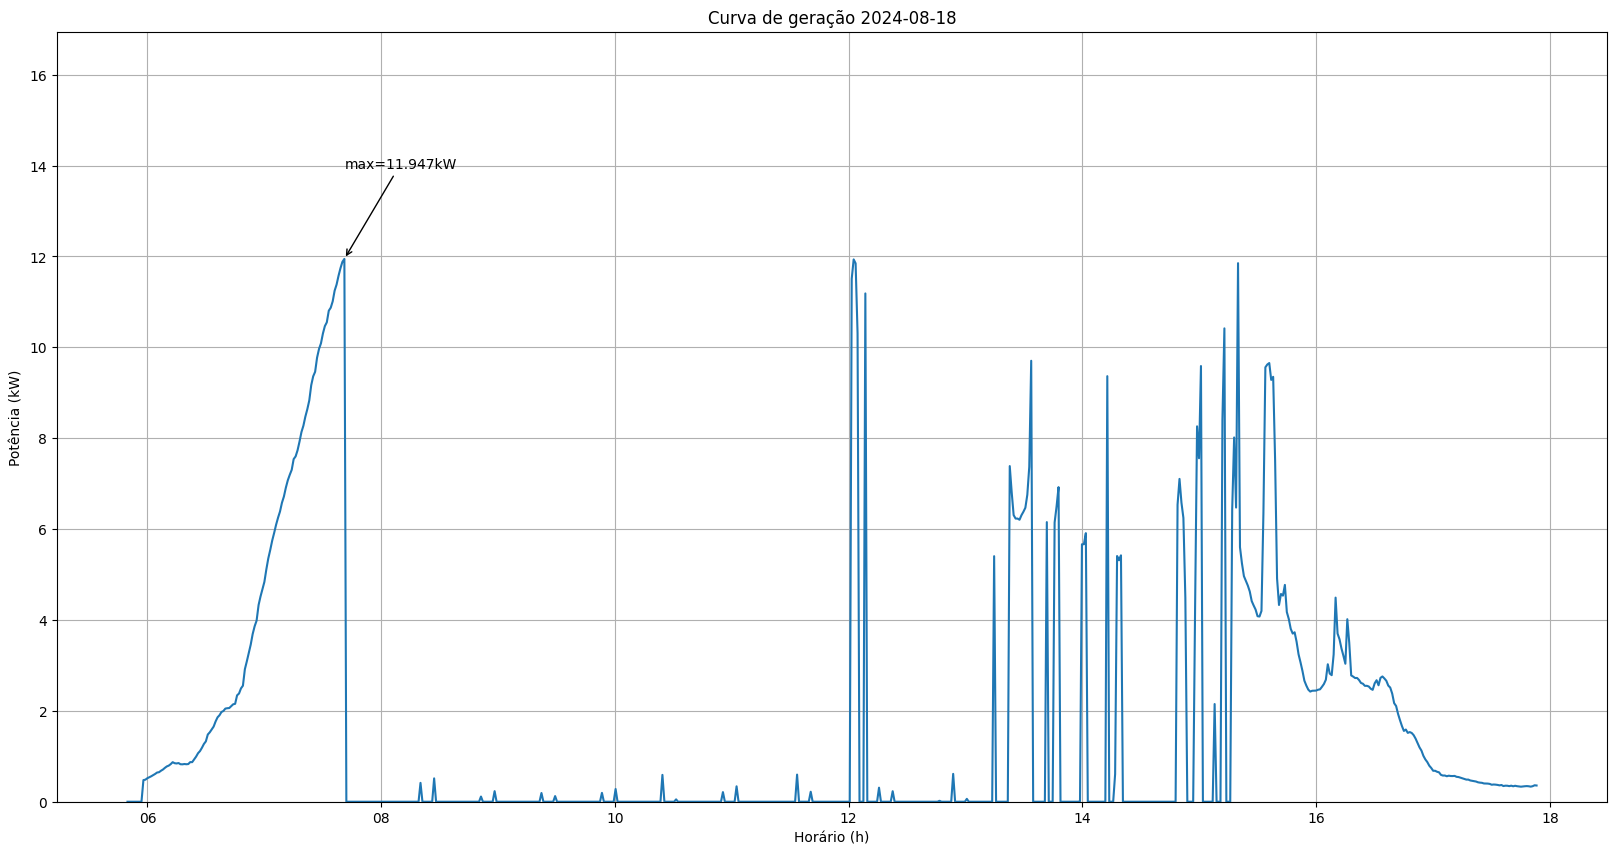 Curva de geração 2024-08-18
16
14
12
10
8
6
4
2
0
Potência (kW)
max=11.947kW
06 08 10 12 14 16 18
Horário (h)